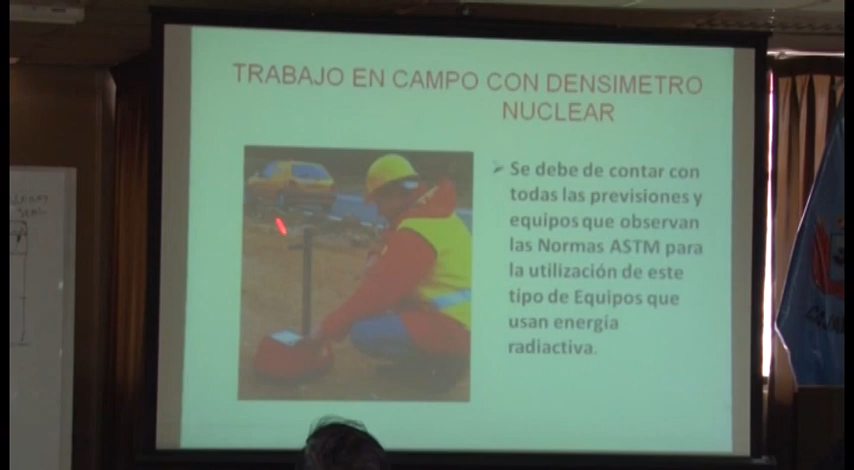 TRABAJO EN CAMPO CON DENSIMETRO
NUCLEAR
➢ Se debe de contar con
todas las previsiones y
equipos que observan
las Normas ASTM para
la utilización de este
tipo de Equipos que
usan energía
radiactiva.